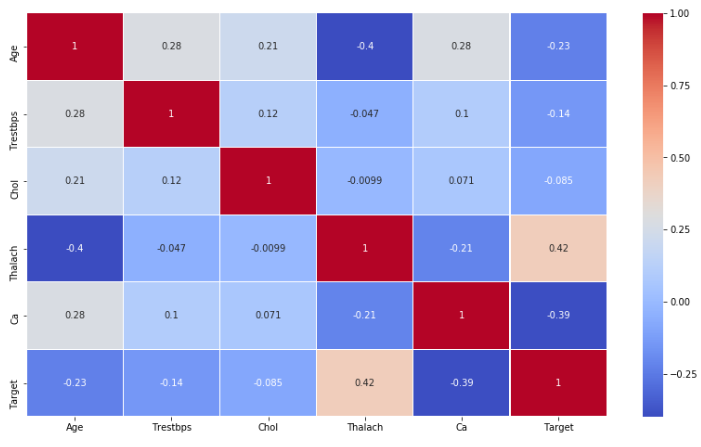 1.00
Age 1 0.28 0.21 -0.4 0.28 -0.23
0.75
Trestbps 0.28 1 0.12 -0.047 0.1 -0.14
0.50
Chol 0.21 0.12 1 -0.0099 0.071 -0.085
0.25
Thalach -0.4 -0.047 -0.0099 1 -0.21 0.42
0.00
Ca 0.28 0.1 0.071 -0.21 1 -0.39
-0.25
Target -0.23 -0.14 -0.085 0.42 -0.39 1
Age Trestbps Chol Thalach Ca Target